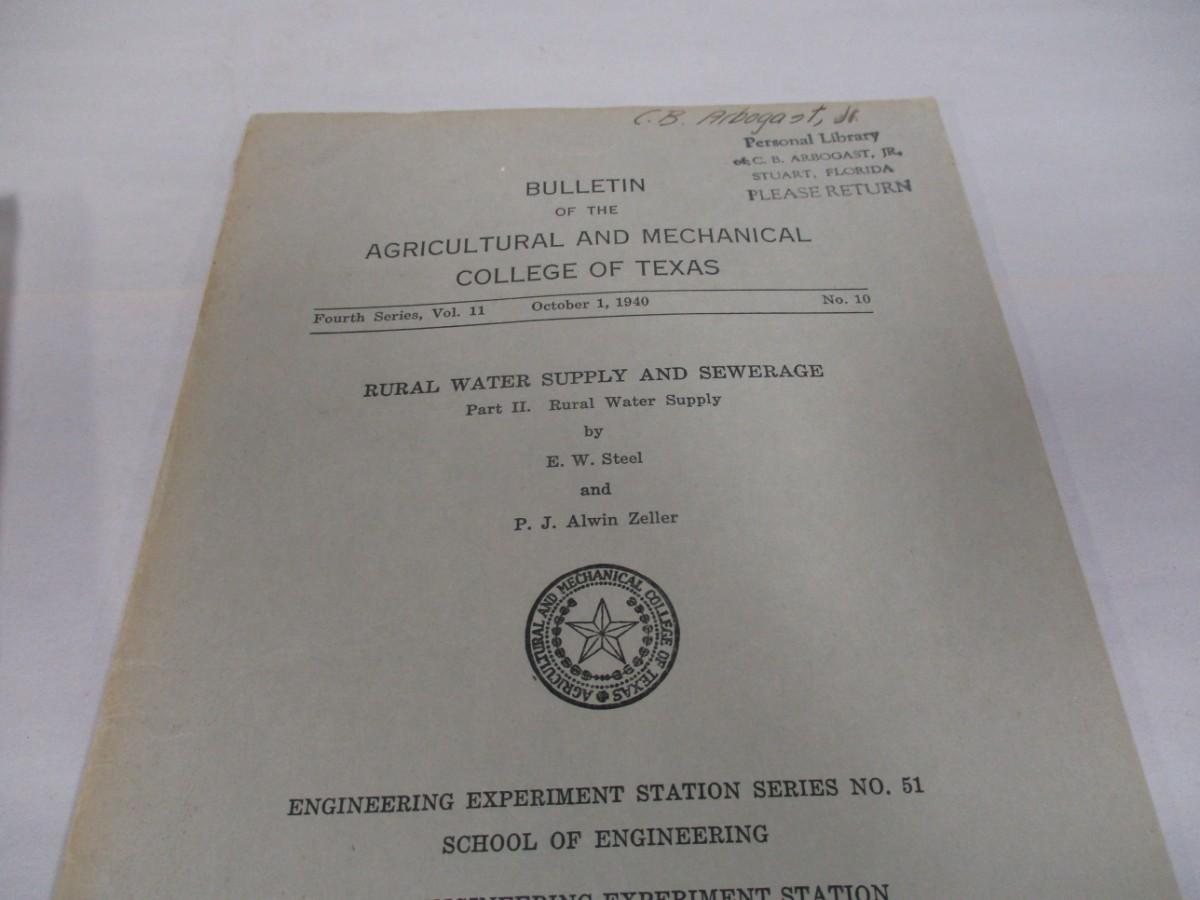 C. B. Arbogast, Jr.
Personal Library
of C. B. ARBOGAST, JR.
STUART, FLORIDA
PLEASE RETURN
BULLETIN
OF THE
AGRICULTURAL AND MECHANICAL
COLLEGE OF TEXAS
Fourth Series, Vol. 11 October 1, 1940 No. 10
RURAL WATER SUPPLY AND SEWERAGE
Part II. Rural Water Supply
by
E. W. Steel
and
P. J. Alwin Zeller
AGRICULTURAL AND MECHANICAL COLLEGE OF TEXAS
ENGINEERING EXPERIMENT STATION SERIES NO. 51
SCHOOL OF ENGINEERING
EXPERIMENT STATION